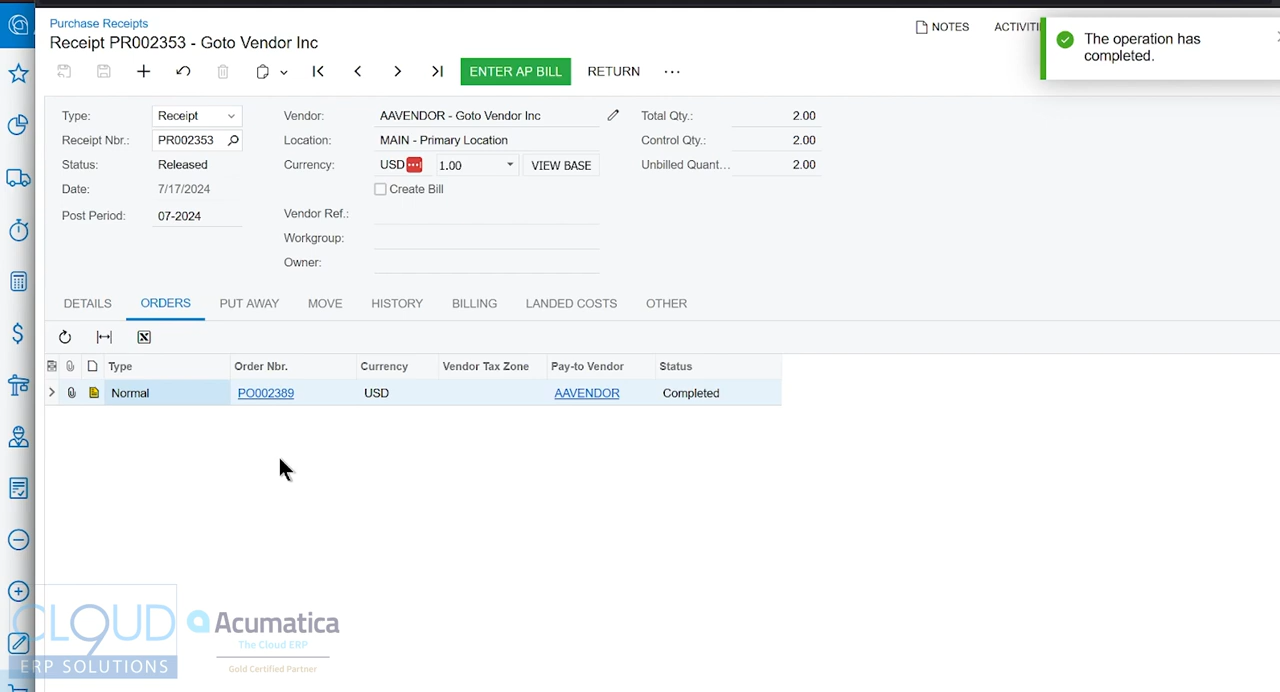 Purchase Receipts
Receipt PR002353 - Goto Vendor Inc
NOTES
ACTIVITI
The operation has
completed.
ENTER AP BILL
RETURN
Type: Receipt
Receipt Nbr.: PR002353
Status: Released
Date: 7/17/2024
Post Period: 07-2024
Vendor: AAVENDOR - Goto Vendor Inc
Location: MAIN - Primary Location
Currency: USD 1.00 VIEW BASE
Create Bill
Vendor Ref.:
Workgroup:
Owner:
Total Qty.: 2.00
Control Qty.: 2.00
Unbilled Quant... 2.00
DETAILS ORDERS PUT AWAY MOVE HISTORY BILLING LANDED COSTS OTHER
Type Order Nbr. Currency Vendor Tax Zone Pay-to Vendor Status
Normal PO002389 USD AAVENDOR Completed
CLOUD9
ERP SOLUTIONS
Acumatica
The Cloud ERP
Gold Certified Partner